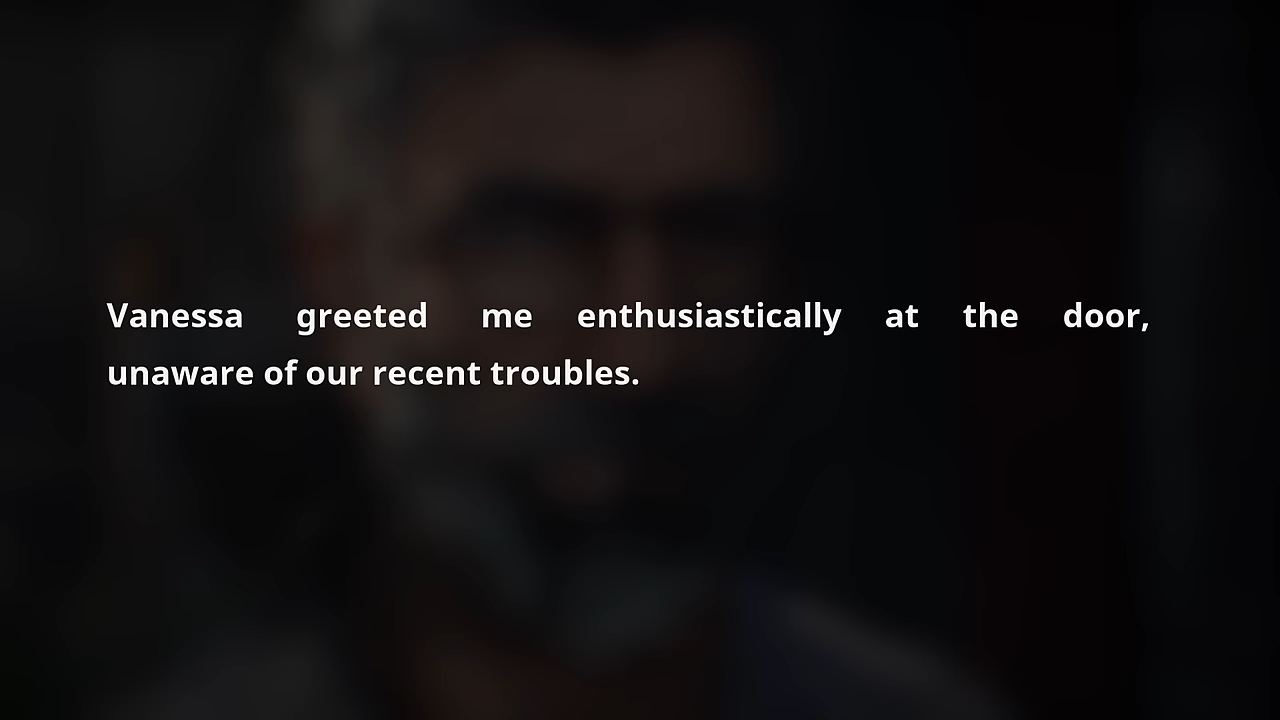 Vanessa greeted me enthusiastically at the door,
unaware of our recent troubles.